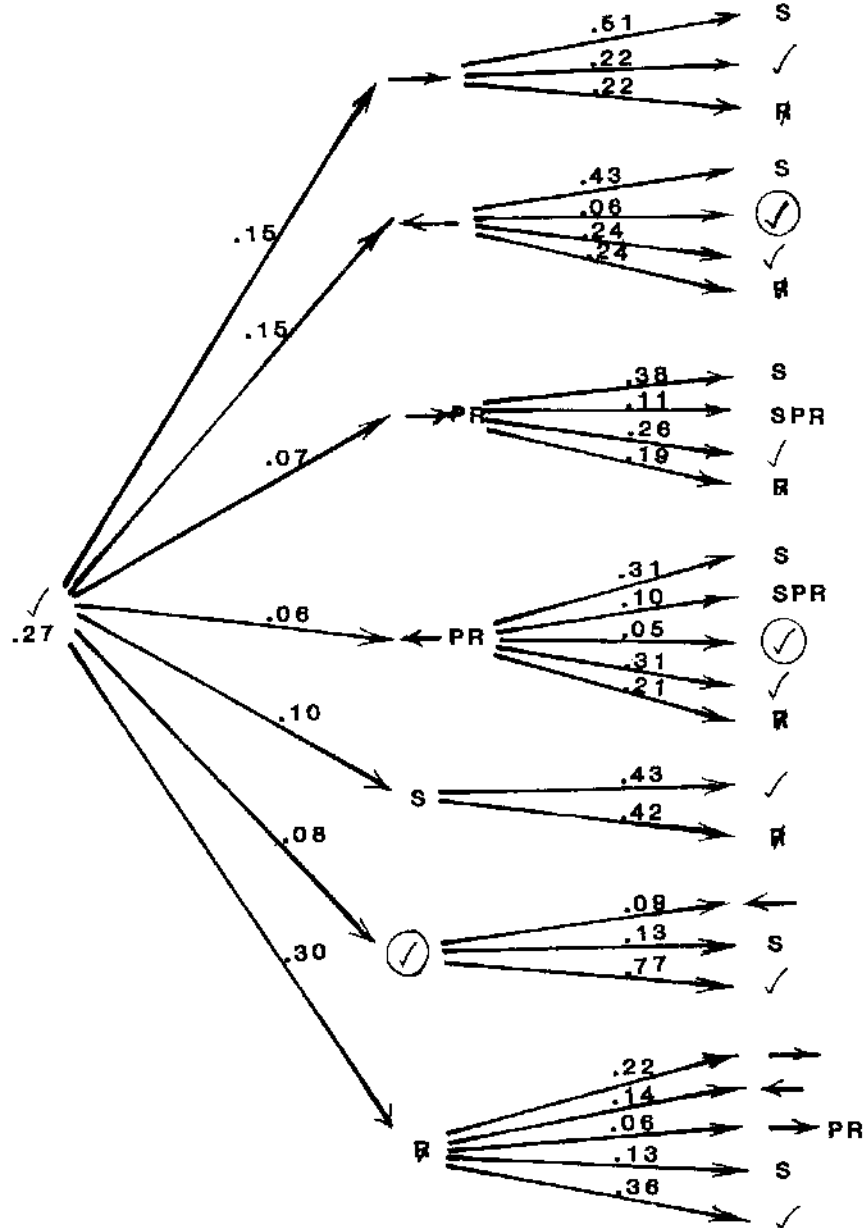 .51 S
.22 ✓
.22 R
.15
.43 S
.06 ✓
.24 ✓
.24 R
.15
.38 S
.11 SPR
PR
.26 ✓
.19 R
.07
.31 S
.10 SPR
✓
.27
.06
PR
.05 ✓
.31 ✓
.21 R
.10
S
.43 ✓
.42 R
.08
✓
.09
.13 S
.77 ✓
.30
R
.22
.14
.06 PR
.13 S
.36 ✓